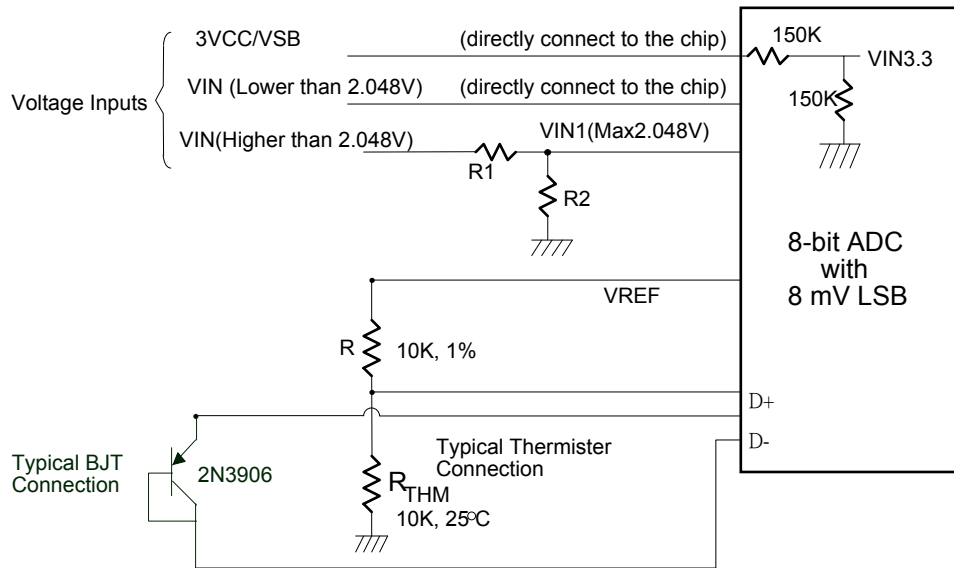 3VCC/VSB
(directly connect to the chip)
150K
VIN3.3
Voltage Inputs
VIN (Lower than 2.048V)
(directly connect to the chip)
150K
VIN(Higher than 2.048V)
VIN1(Max2.048V)
R1
R2
8-bit ADC
with
8 mV LSB
VREF
R
10K, 1%
D+
D-
Typical BJT
Connection
2N3906
Typical Thermister
Connection
RTHM
10K, 25°C